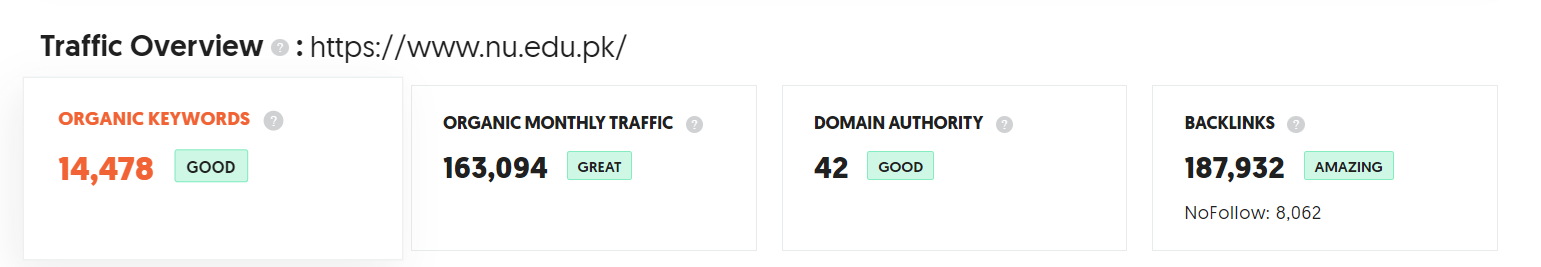 Traffic Overview ? : https://www.nu.edu.pk/
ORGANIC KEYWORDS ?
14,478 GOOD
ORGANIC MONTHLY TRAFFIC ?
163,094 GREAT
DOMAIN AUTHORITY ?
42 GOOD
BACKLINKS ?
187,932 AMAZING
NoFollow: 8,062